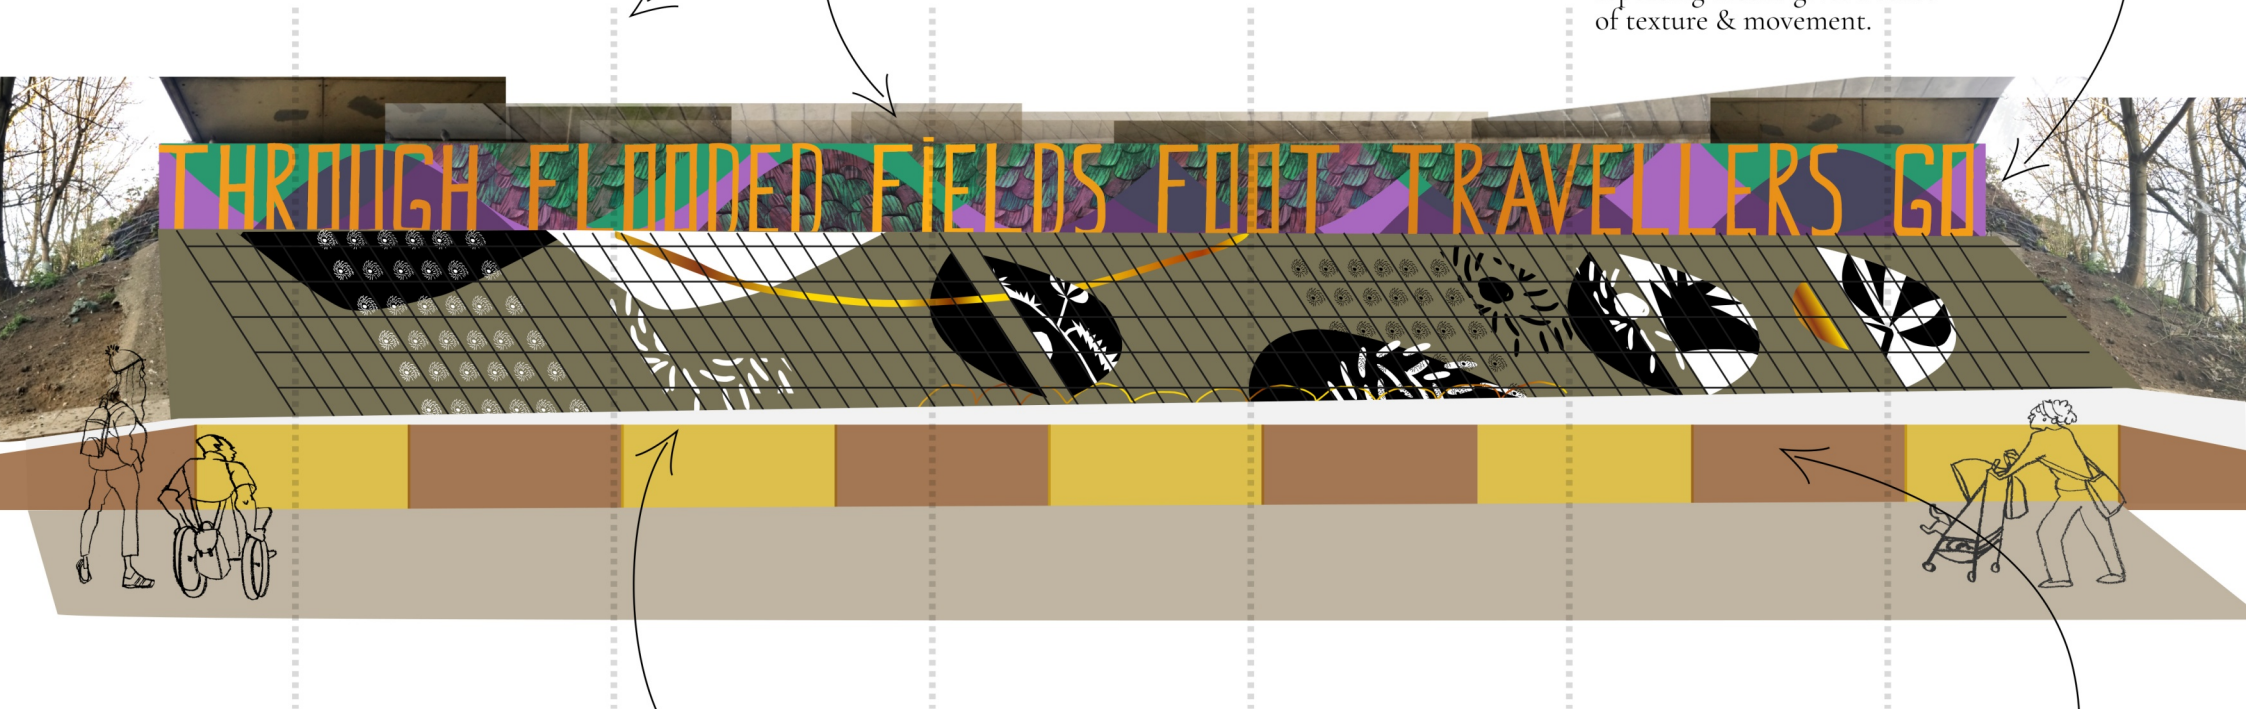 of texture & movement.
THROUGH FLOODED FiELDS FOOT TRAVELLERS GO